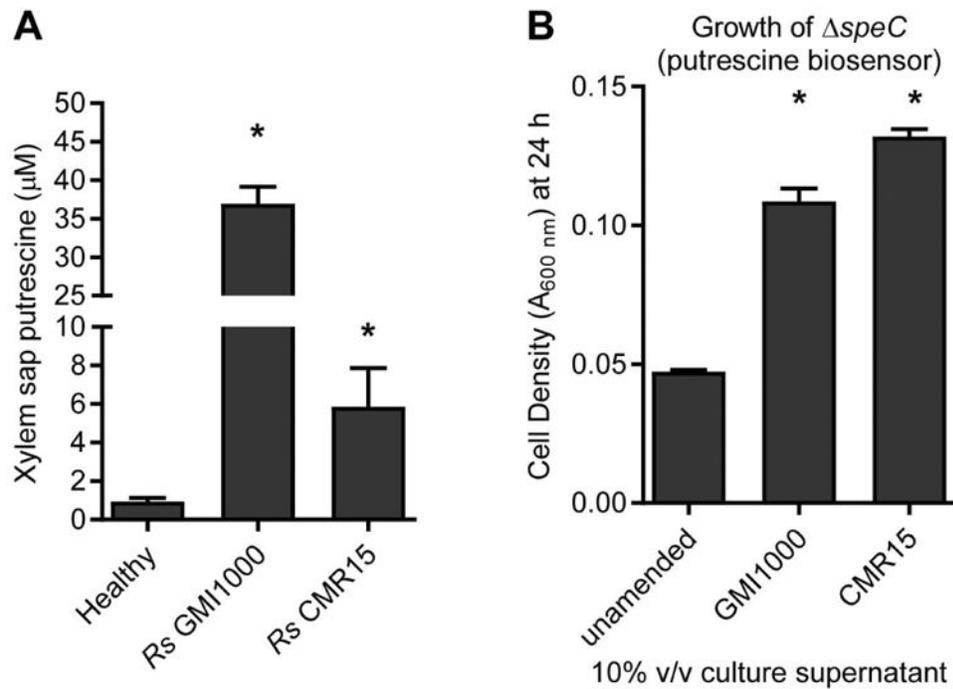 A
Xylem sap putrescine (μM)
50
45
40
35
30
25
10
8
6
4
2
0
*
*
Healthy
Rs GMI1000
Rs CMR15
B
Growth of ΔspeC
(putrescine biosensor)
Cell Density (A600 nm) at 24 h
0.15
0.10
0.05
0.00
*
*
unamended
GMI1000
CMR15
10% v/v culture supernatant